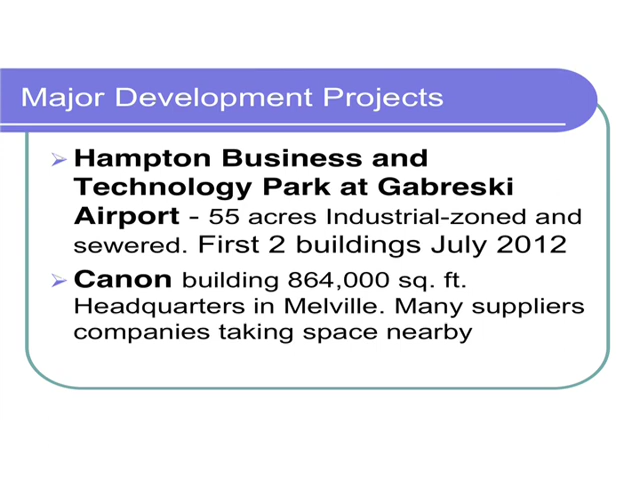 Major Development Projects
Hampton Business and
Technology Park at Gabreski
Airport - 55 acres Industrial-zoned and
sewered. First 2 buildings July 2012
Canon building 864,000 sq. ft.
Headquarters in Melville. Many suppliers
companies taking space nearby